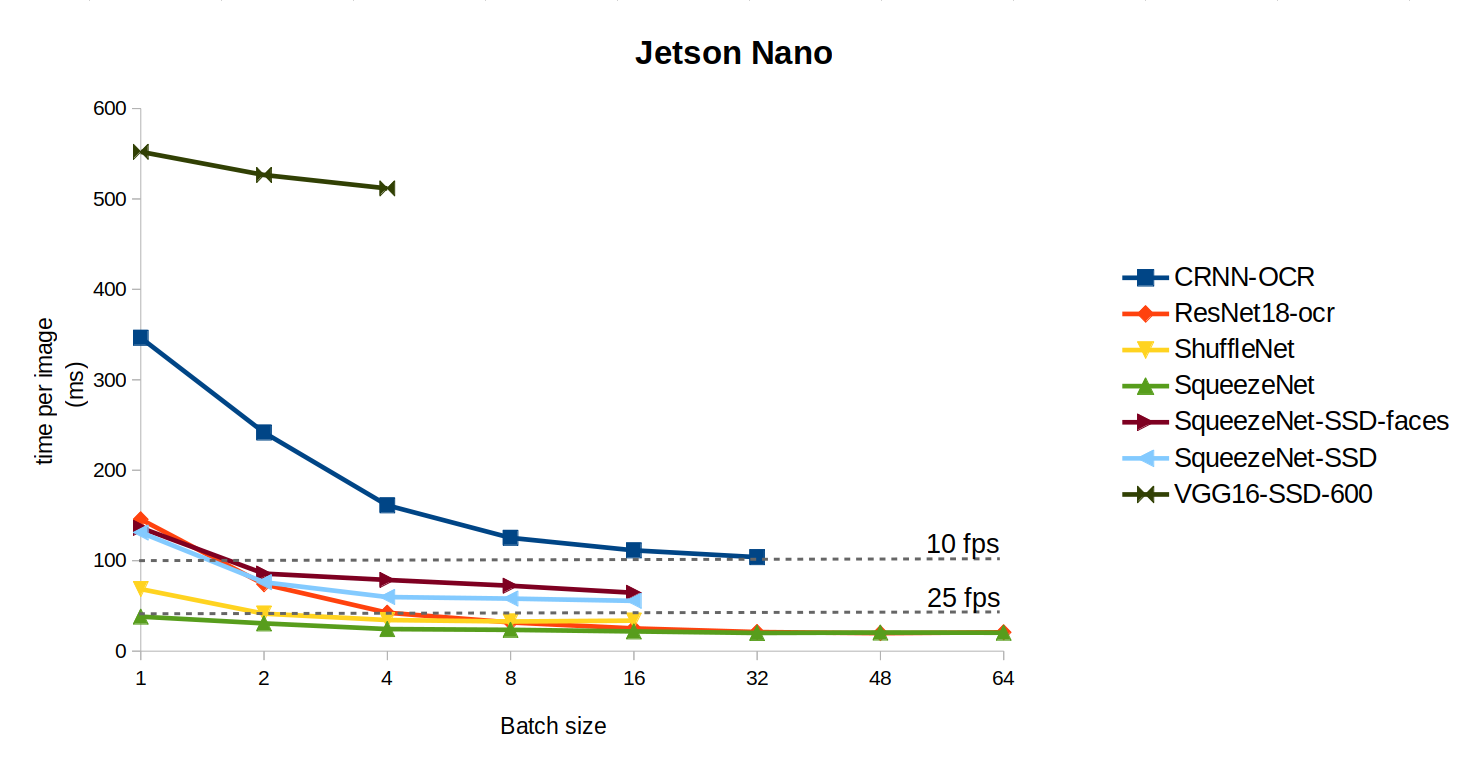 Jetson Nano
600
500
400
300
200
100
0
time per image
(ms)
1 2 4 8 16 32 48 64
Batch size
10 fps
25 fps
CRNN-OCR
ResNet18-ocr
ShuffleNet
SqueezeNet
SqueezeNet-SSD-faces
SqueezeNet-SSD
VGG16-SSD-600